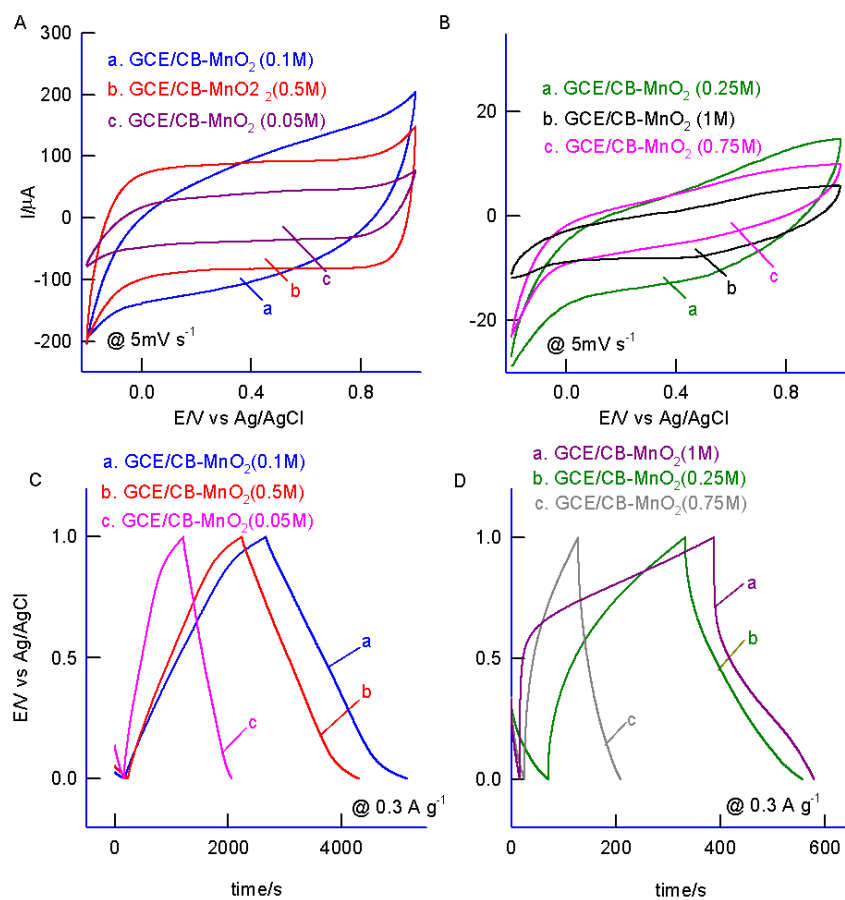 A
a. GCE/CB-MnO₂ (0.1M)
b. GCE/CB-MnO2 ₂ (0.5M)
c. GCE/CB-MnO₂ (0.05M)
300
200
100
0
-100
-200
I/µA
a
b
c
@ 5mV s⁻¹
0.0 0.4 0.8
E/V vs Ag/AgCl
B
a. GCE/CB-MnO₂ (0.25M)
b. GCE/CB-MnO₂ (1M)
c. GCE/CB-MnO₂ (0.75M)
20
0
-20
a
b
c
@ 5mV s⁻¹
0.0 0.4 0.8
E/V vs Ag/AgCl
C
a. GCE/CB-MnO₂(0.1M)
b. GCE/CB-MnO₂(0.5M)
c. GCE/CB-MnO₂(0.05M)
1.0
0.5
0.0
E/V vs Ag/AgCl
a
b
c
@ 0.3 A g⁻¹
0 2000 4000
time/s
D
a. GCE/CB-MnO₂(1M)
b. GCE/CB-MnO₂(0.25M)
c. GCE/CB-MnO₂(0.75M)
1.0
0.5
0.0
a
b
c
@ 0.3 A g⁻¹
0 200 400 600
time/s